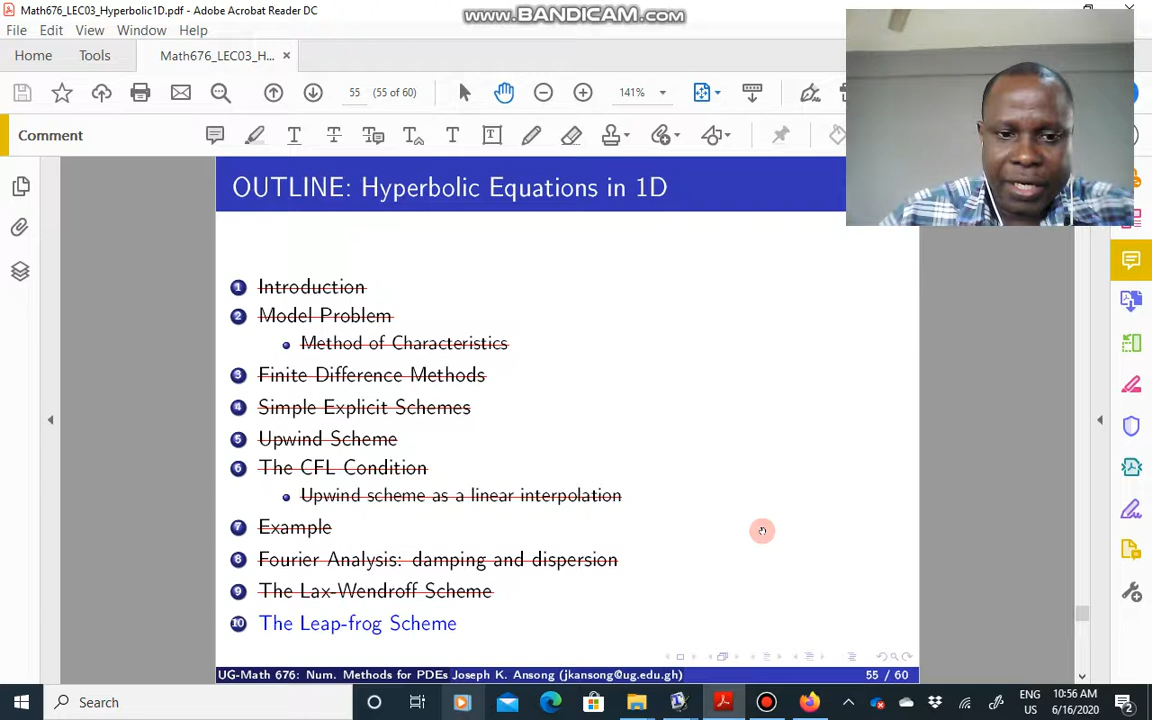 Math676_LEC03_Hyperbolic1D.pdf - Adobe Acrobat Reader DC
www.BANDICAM.com
File Edit View Window Help
Home Tools Math676_LEC03_H... ×
55 (55 of 60) 141%
Comment
OUTLINE: Hyperbolic Equations in 1D
1 Introduction
2 Model Problem
Method of Characteristics
3 Finite Difference Methods
4 Simple Explicit Schemes
5 Upwind Scheme
6 The CFL Condition
Upwind scheme as a linear interpolation
7 Example
8 Fourier Analysis: damping and dispersion
9 The Lax-Wendroff Scheme
10 The Leap-frog Scheme
UG-Math 676: Num. Methods for PDEs Joseph K. Ansong (jkansong@ug.edu.gh) 55 / 60
Search
ENG
US
10:56 AM
6/16/2020
2